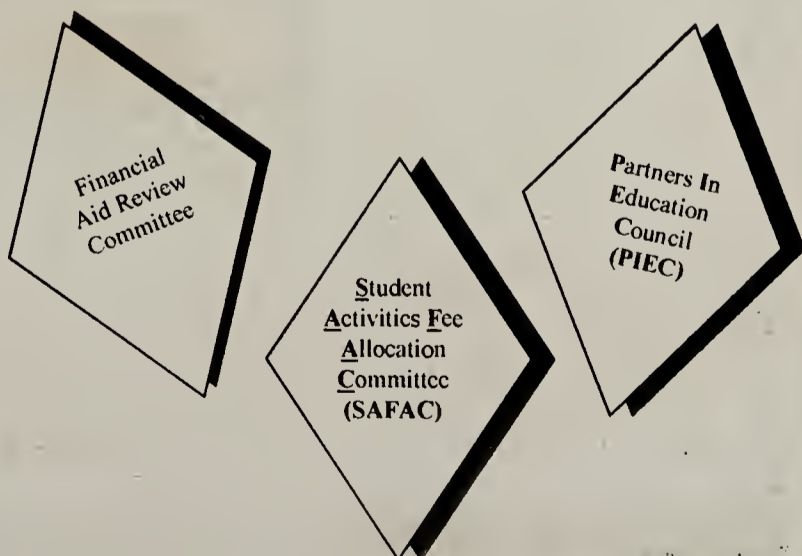 Financial
Aid Review
Committee
Student
Activities Fee
Allocation
Committee
(SAFAC)
Partners In
Education
Council
(PIEC)